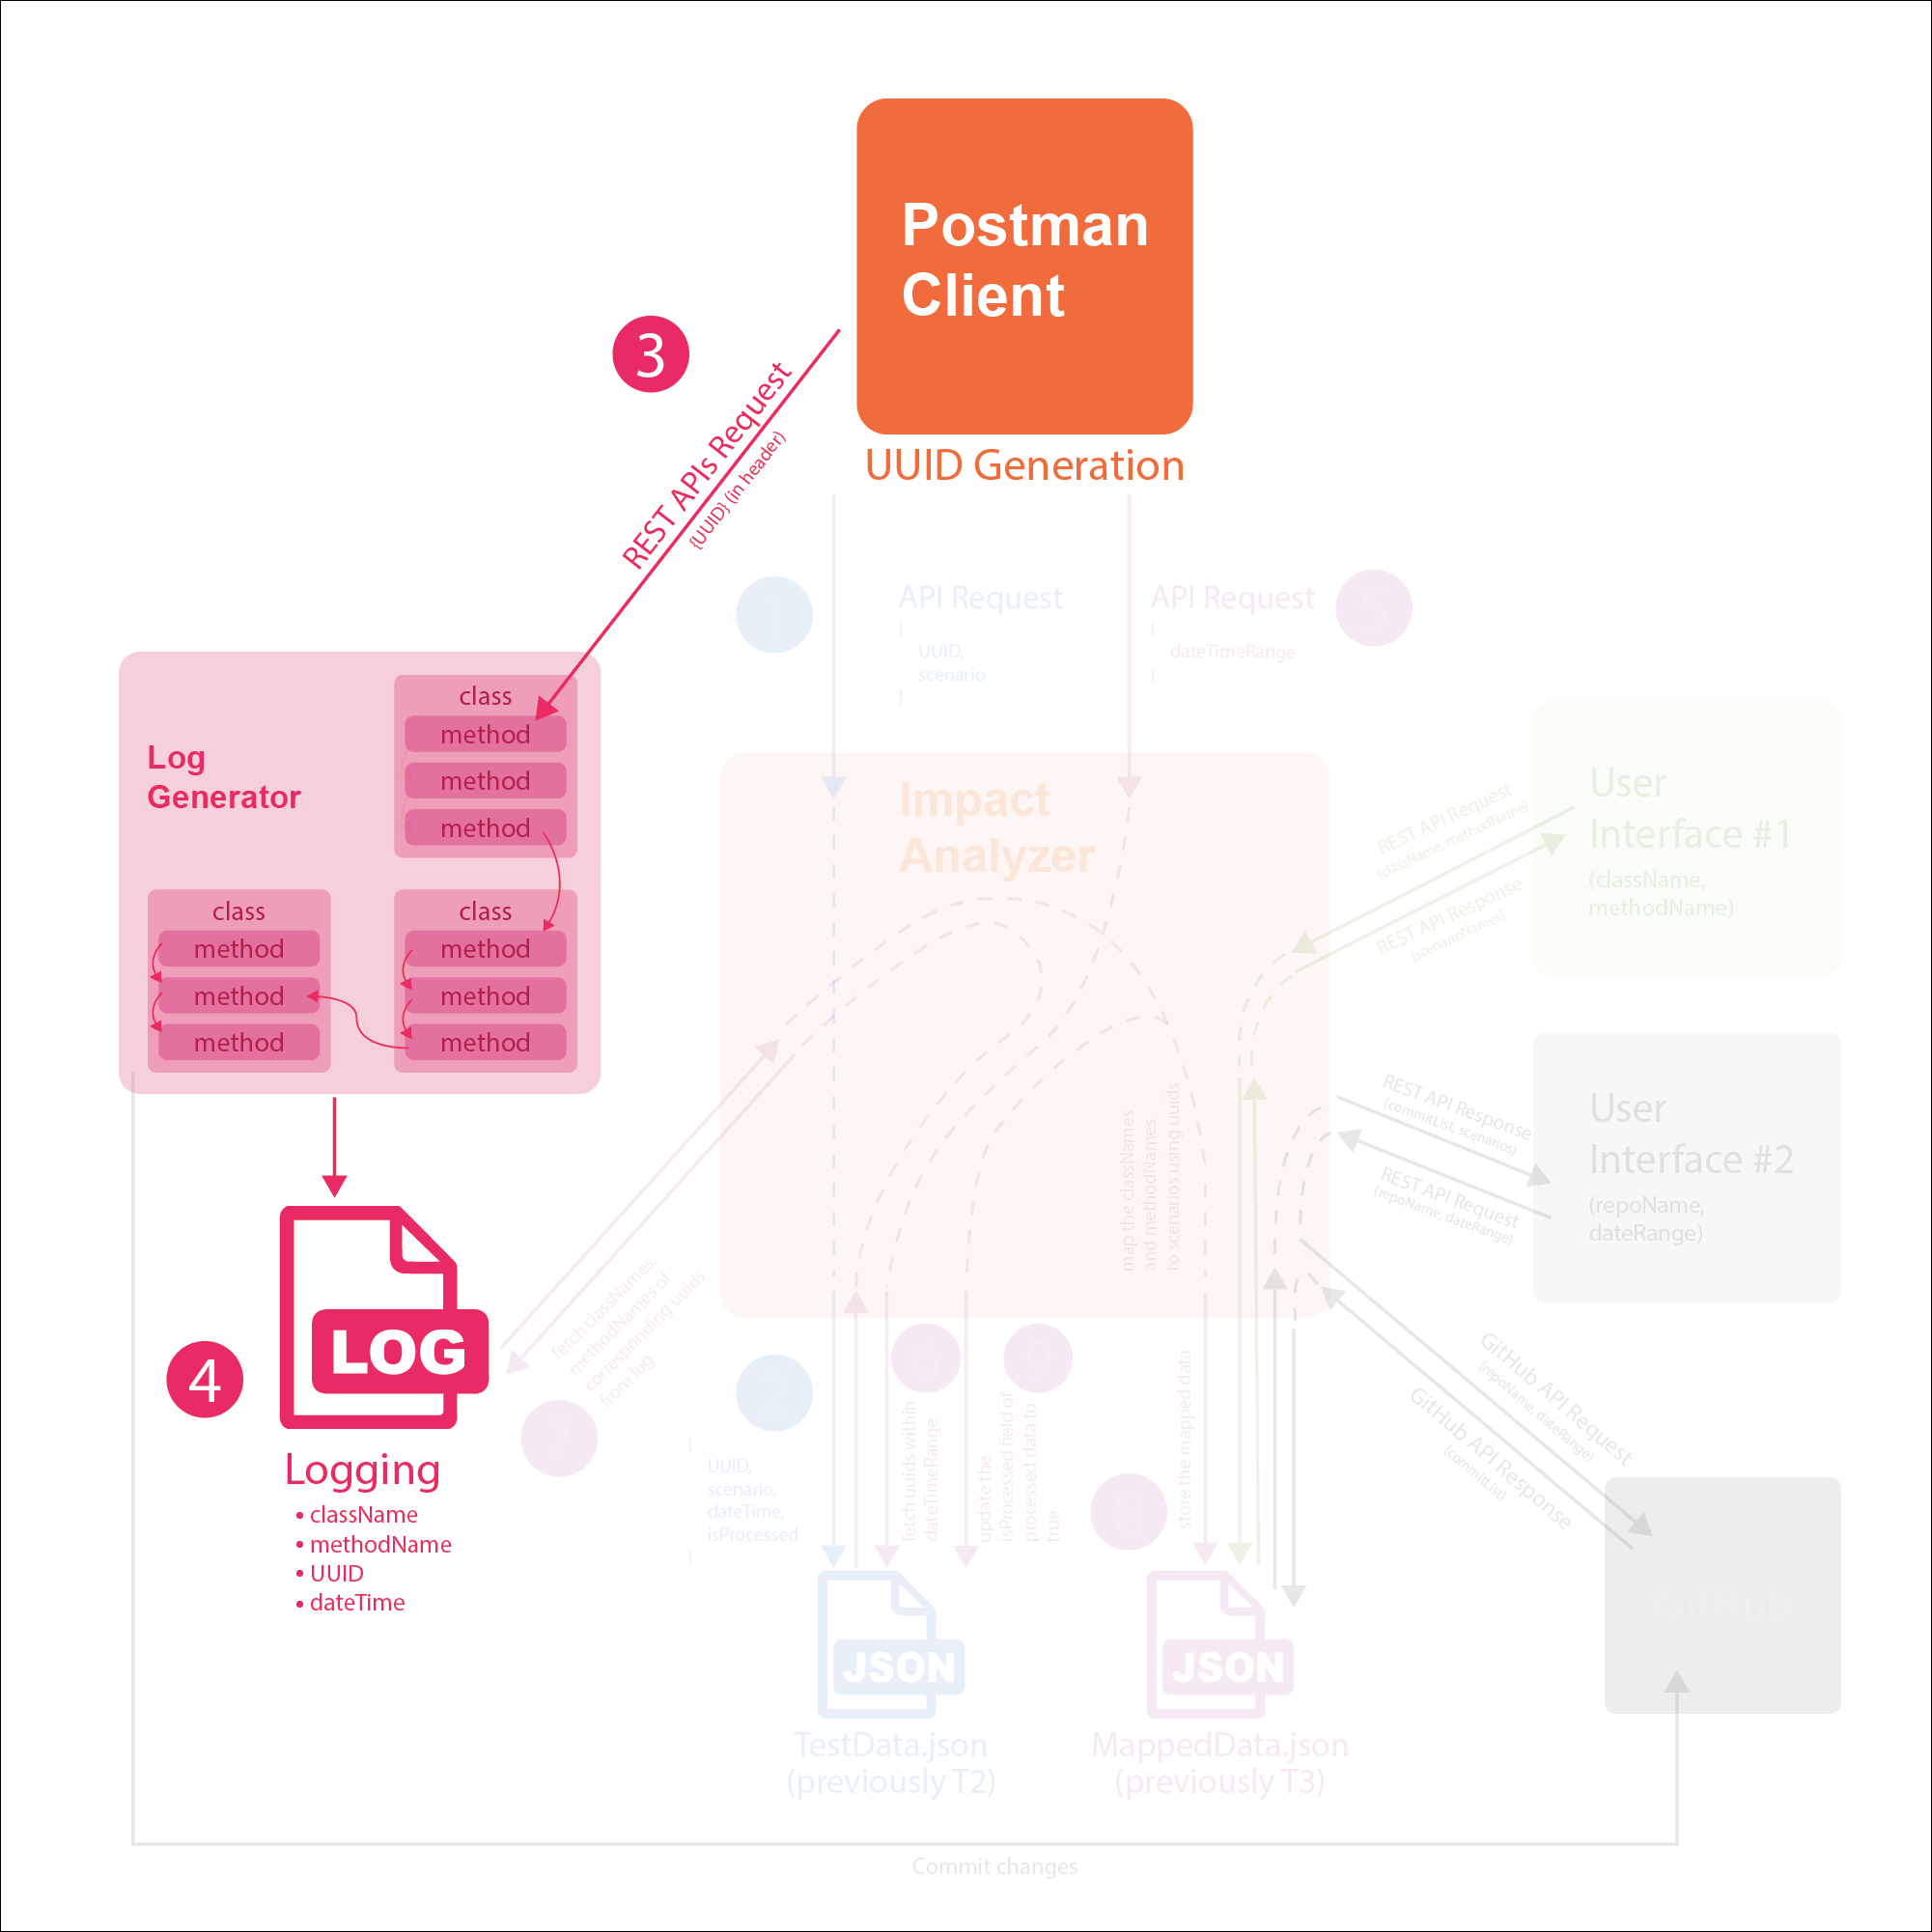 Postman
Client
UUID Generation
3
REST APIs Request
{UUID} (in header)
1
API Request
{
UUID,
scenario
}
API Request
{
dateTimeRange
}
5
Log
Generator
class
method
method
method
class
method
method
method
class
method
method
method
Impact
Analyzer
User
Interface #1
(className,
methodName)
REST API Request
{className, methodName}
REST API Response
{scenarioNames}
User
Interface #2
(repoName,
dateRange)
REST API Response
{commitList, scenarios}
REST API Request
{repoName, dateRange}
map the classNames
and methodNames
to scenarios using uuids
4
LOG
Logging
• className
• methodName
• UUID
• dateTime
fetch classNames,
methodNames of
corresponding uuids
from log
7
2
{
UUID,
scenario,
dateTime,
isProcessed
}
6
fetch uuids within
dateTimeRange
9
update the
isProcessed field of
processed data to
true
8
store the mapped data
GitHub API Request
{repoName, dateRange}
GitHub API Response
{commitList}
GitHub
JSON
TestData.json
(previously T2)
JSON
MappedData.json
(previously T3)
Commit changes